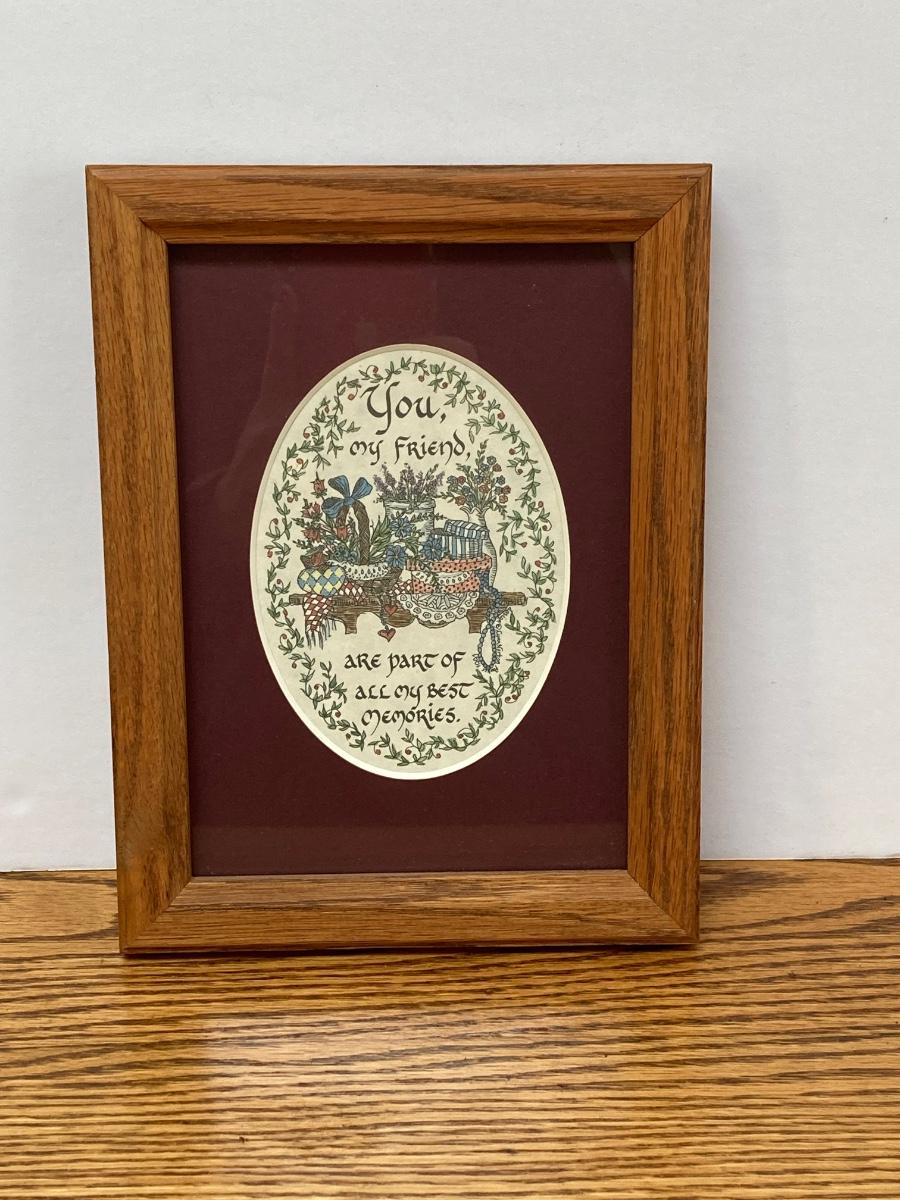 You,
my friend,
are part of
all my best
memories.